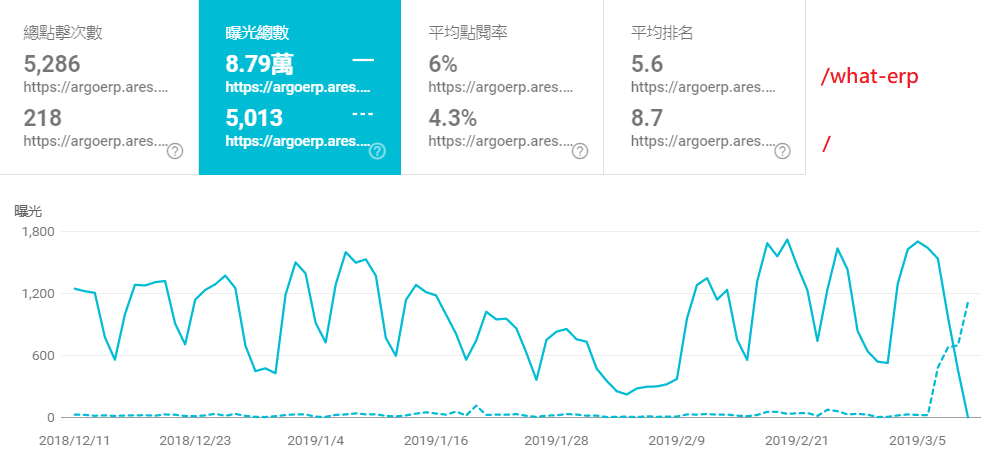 總點擊次數
5,286
https://argoerp.ares....
218
https://argoerp.ares....
曝光總數
8.79萬
https://argoerp.ares....
5,013
https://argoerp.ares....
平均點閱率
6%
https://argoerp.ares....
4.3%
https://argoerp.ares....
平均排名
5.6
https://argoerp.ares....
8.7
https://argoerp.ares....
/what-erp
/
曝光
1,800
1,200
600
0
2018/12/11 2018/12/23 2019/1/4 2019/1/16 2019/1/28 2019/2/9 2019/2/21 2019/3/5